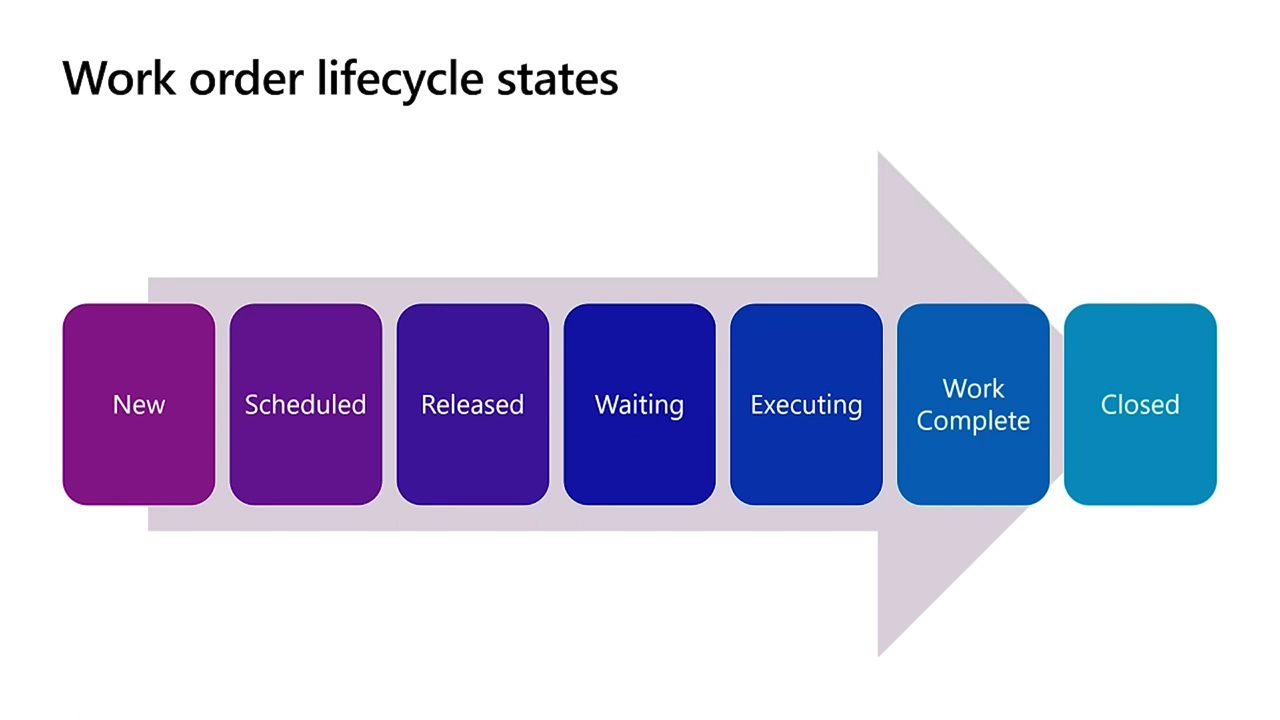 Work order lifecycle states
New
Scheduled
Released
Waiting
Executing
Work
Complete
Closed